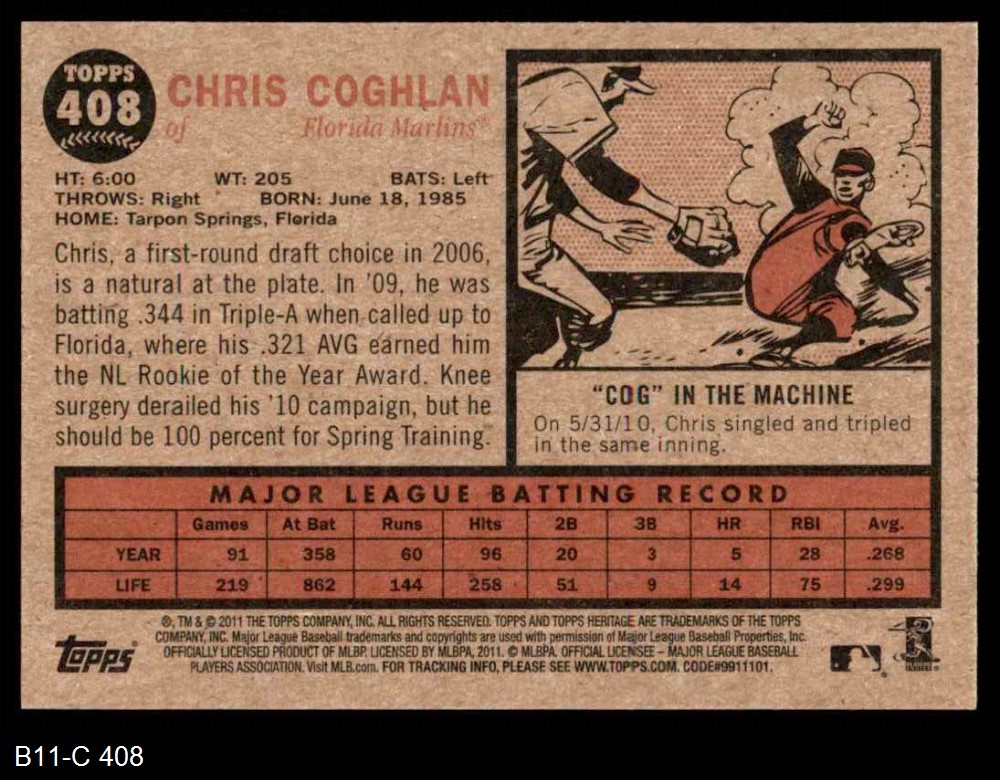 TOPPS
408
CHRIS COGHLAN
of Florida Marlins®
HT: 6:00 WT: 205 BATS: Left
THROWS: Right BORN: June 18, 1985
HOME: Tarpon Springs, Florida
Chris, a first-round draft choice in 2006,
is a natural at the plate. In '09, he was
batting .344 in Triple-A when called up to
Florida, where his .321 AVG earned him
the NL Rookie of the Year Award. Knee
surgery derailed his '10 campaign, but he
should be 100 percent for Spring Training.
"COG" IN THE MACHINE
On 5/31/10, Chris singled and tripled
in the same inning.
MAJOR LEAGUE BATTING RECORD
Games At Bat Runs Hits 2B 3B HR RBI Avg.
YEAR 91 358 60 96 20 3 5 28 .268
LIFE 219 862 144 258 51 9 14 75 .299
®, TM & © 2011 THE TOPPS COMPANY, INC. ALL RIGHTS RESERVED. TOPPS AND TOPPS HERITAGE ARE TRADEMARKS OF THE TOPPS
COMPANY, INC. Major League Baseball trademarks and copyrights are used with permission of Major League Baseball Properties, Inc.
OFFICIALLY LICENSED PRODUCT OF MLBP. LICENSED BY MLBPA, 2011. © MLBPA. OFFICIAL LICENSEE – MAJOR LEAGUE BASEBALL
PLAYERS ASSOCIATION. Visit MLB.com. FOR TRACKING INFO, PLEASE SEE WWW.TOPPS.COM. CODE#9911101.
Topps®
B11-C 408